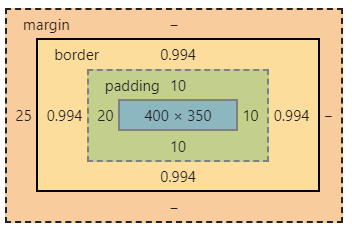 margin –
border 0.994
padding 10
25 0.994 20 400 × 350 10 0.994 –
10
0.994
–